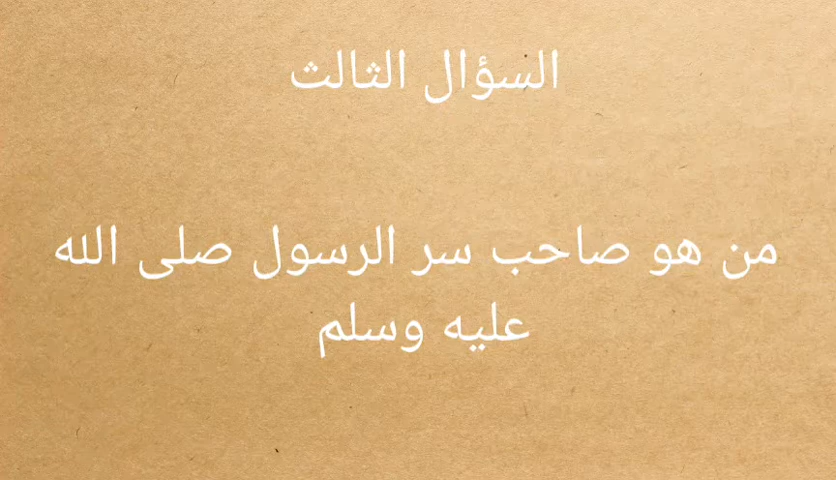 السؤال الثالث
من هو صاحب سر الرسول صلى الله
عليه وسلم